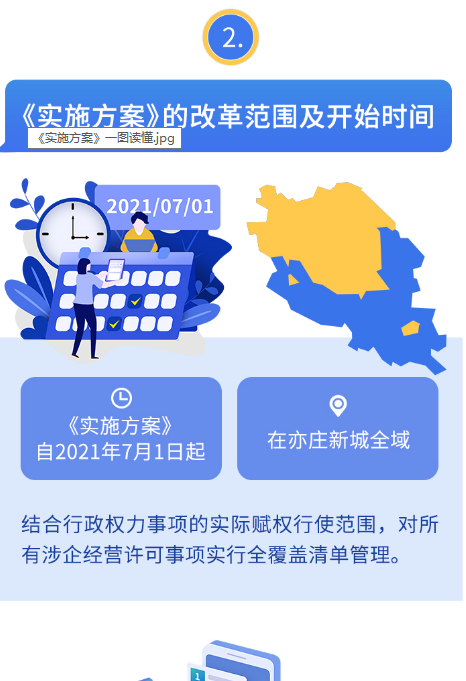 2.
《实施方案》的改革范围及开始时间
《实施方案》一图读懂.jpg
2021/07/01
《实施方案》
自2021年7月1日起
在亦庄新城全域
结合行政权力事项的实际赋权行使范围，对所
有涉企经营许可事项实行全覆盖清单管理。
1